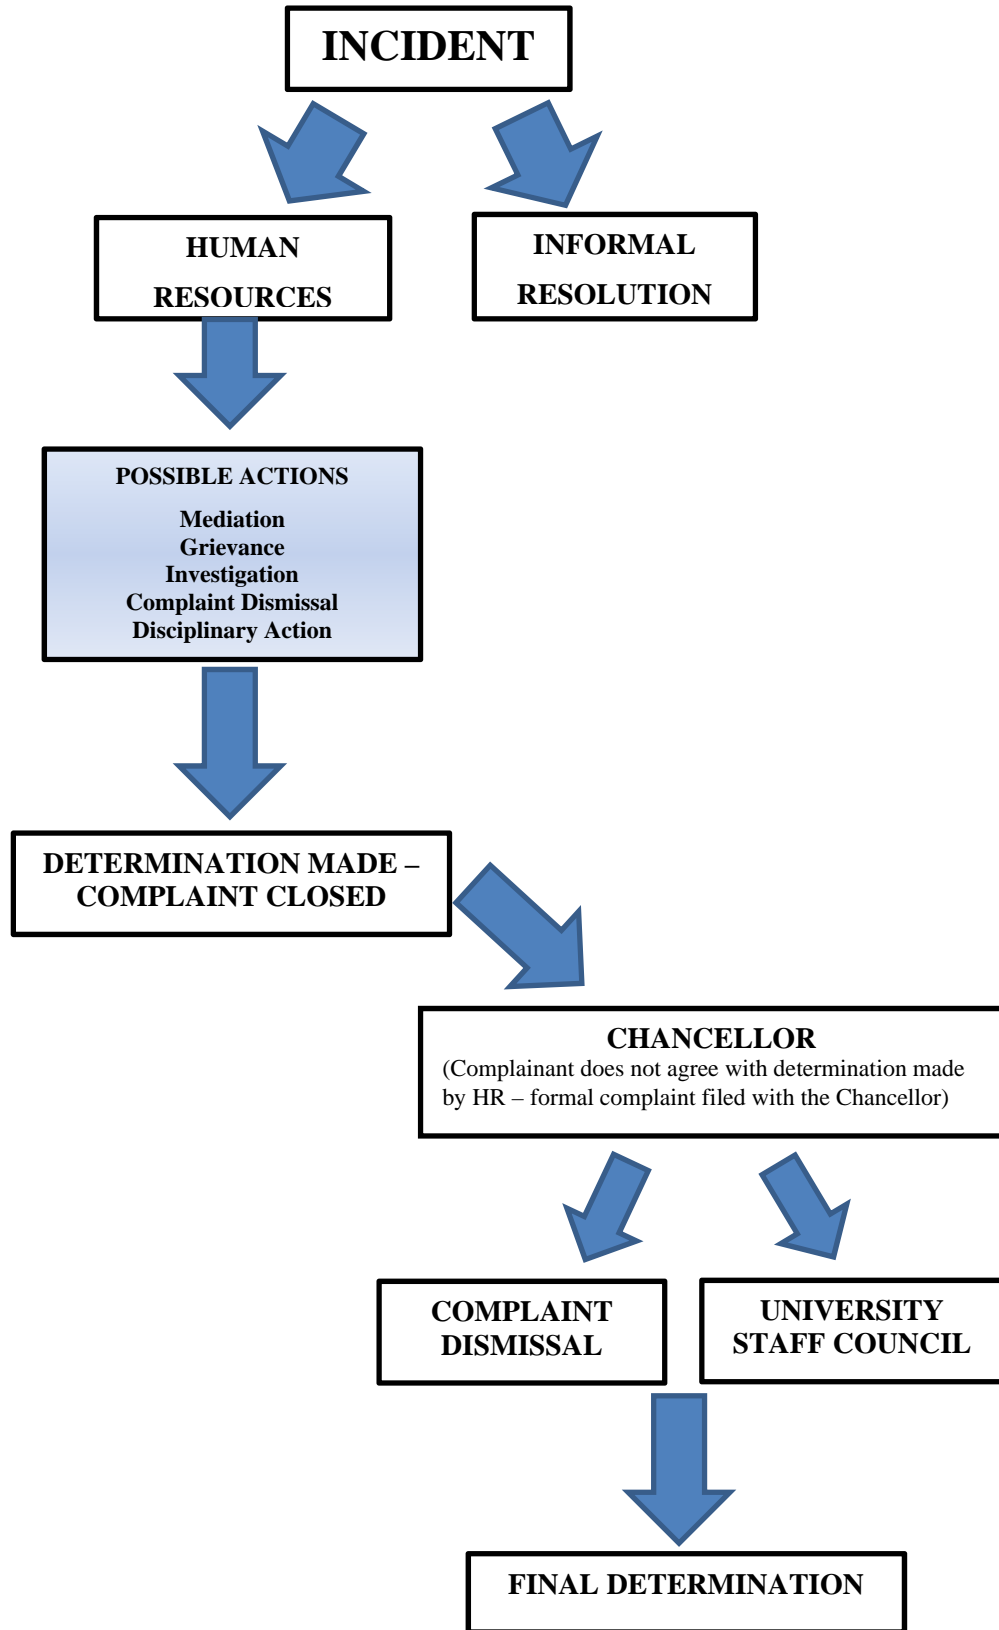 INCIDENT
HUMAN
RESOURCES
INFORMAL
RESOLUTION
POSSIBLE ACTIONS
Mediation
Grievance
Investigation
Complaint Dismissal
Disciplinary Action
DETERMINATION MADE –
COMPLAINT CLOSED
CHANCELLOR
(Complainant does not agree with determination made
by HR – formal complaint filed with the Chancellor)
COMPLAINT
DISMISSAL
UNIVERSITY
STAFF COUNCIL
FINAL DETERMINATION